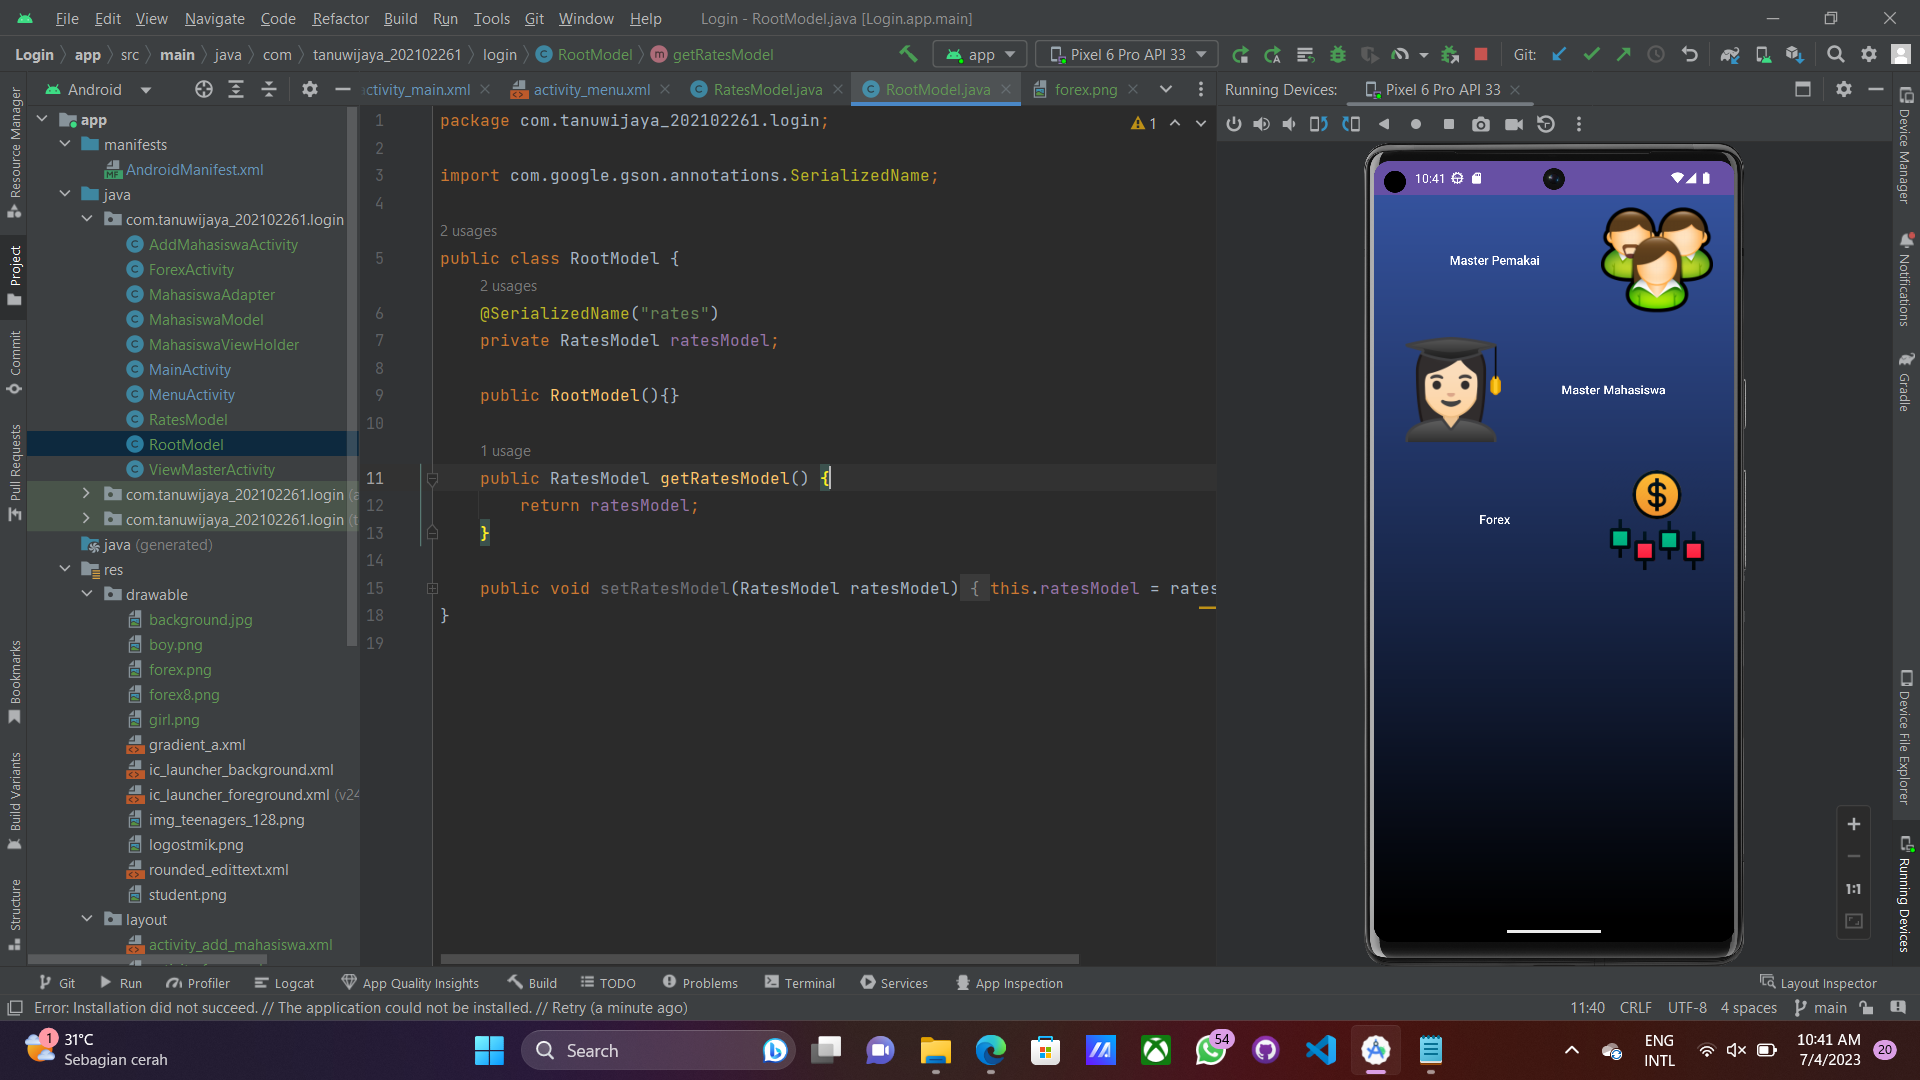 File Edit View Navigate Code Refactor Build Run Tools Git Window Help Login - RootModel.java [Login.app.main]
Login app src main java com tanuwijaya_202102261 login RootModel getRatesModel app Pixel 6 Pro API 33 Git:
Android ctivity_main.xml activity_menu.xml RatesModel.java RootModel.java forex.png Running Devices: Pixel 6 Pro API 33
Resource Manager
Project
Commit
Pull Requests
Bookmarks
Build Variants
Structure
app
manifests
AndroidManifest.xml
java
com.tanuwijaya_202102261.login
AddMahasiswaActivity
ForexActivity
MahasiswaAdapter
MahasiswaModel
MahasiswaViewHolder
MainActivity
MenuActivity
RatesModel
RootModel
ViewMasterActivity
com.tanuwijaya_202102261.login (a
com.tanuwijaya_202102261.login (t
java (generated)
res
drawable
background.jpg
boy.png
forex.png
forex8.png
girl.png
gradient_a.xml
ic_launcher_background.xml
ic_launcher_foreground.xml (v24
img_teenagers_128.png
logostmik.png
rounded_edittext.xml
student.png
layout
activity_add_mahasiswa.xml
1 package com.tanuwijaya_202102261.login;
1
2
3 import com.google.gson.annotations.SerializedName;
4
2 usages
5 public class RootModel {
2 usages
6 @SerializedName("rates")
7 private RatesModel ratesModel;
8
9 public RootModel(){}
10
1 usage
11 public RatesModel getRatesModel() {
12 return ratesModel;
13 }
14
15 public void setRatesModel(RatesModel ratesModel) { this.ratesModel = rates
18 }
19
10:41
Master Pemakai
Master Mahasiswa
Forex
$
1:1
Device Manager
Notifications
Gradle
Device File Explorer
Running Devices
Git Run Profiler Logcat App Quality Insights Build TODO Problems Terminal Services App Inspection Layout Inspector
Error: Installation did not succeed. // The application could not be installed. // Retry (a minute ago) 11:40 CRLF UTF-8 4 spaces main
1
31°C
Sebagian cerah
Search
54
ENG
INTL
10:41 AM
7/4/2023
20